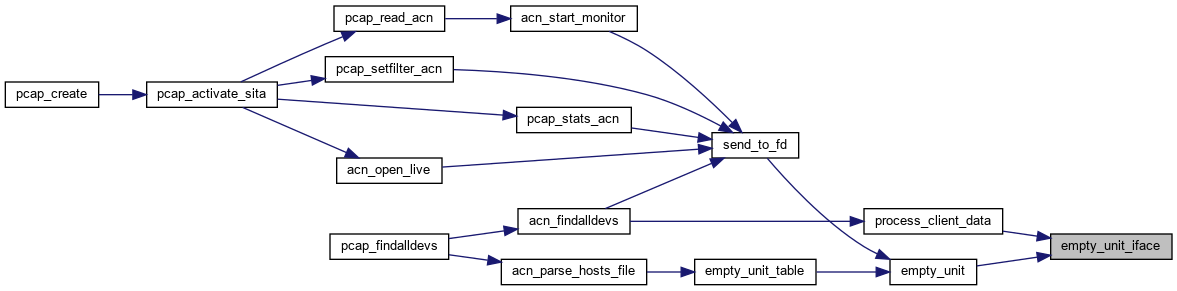 pcap_read_acn
acn_start_monitor
pcap_setfilter_acn
pcap_create
pcap_activate_sita
pcap_stats_acn
send_to_fd
acn_open_live
acn_findalldevs
process_client_data
pcap_findalldevs
empty_unit_iface
acn_parse_hosts_file
empty_unit_table
empty_unit